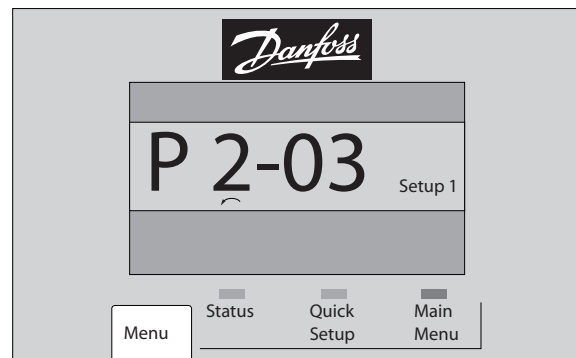 Danfoss
P 2-03
Setup 1
Status
Quick
Setup
Main
Menu
Menu